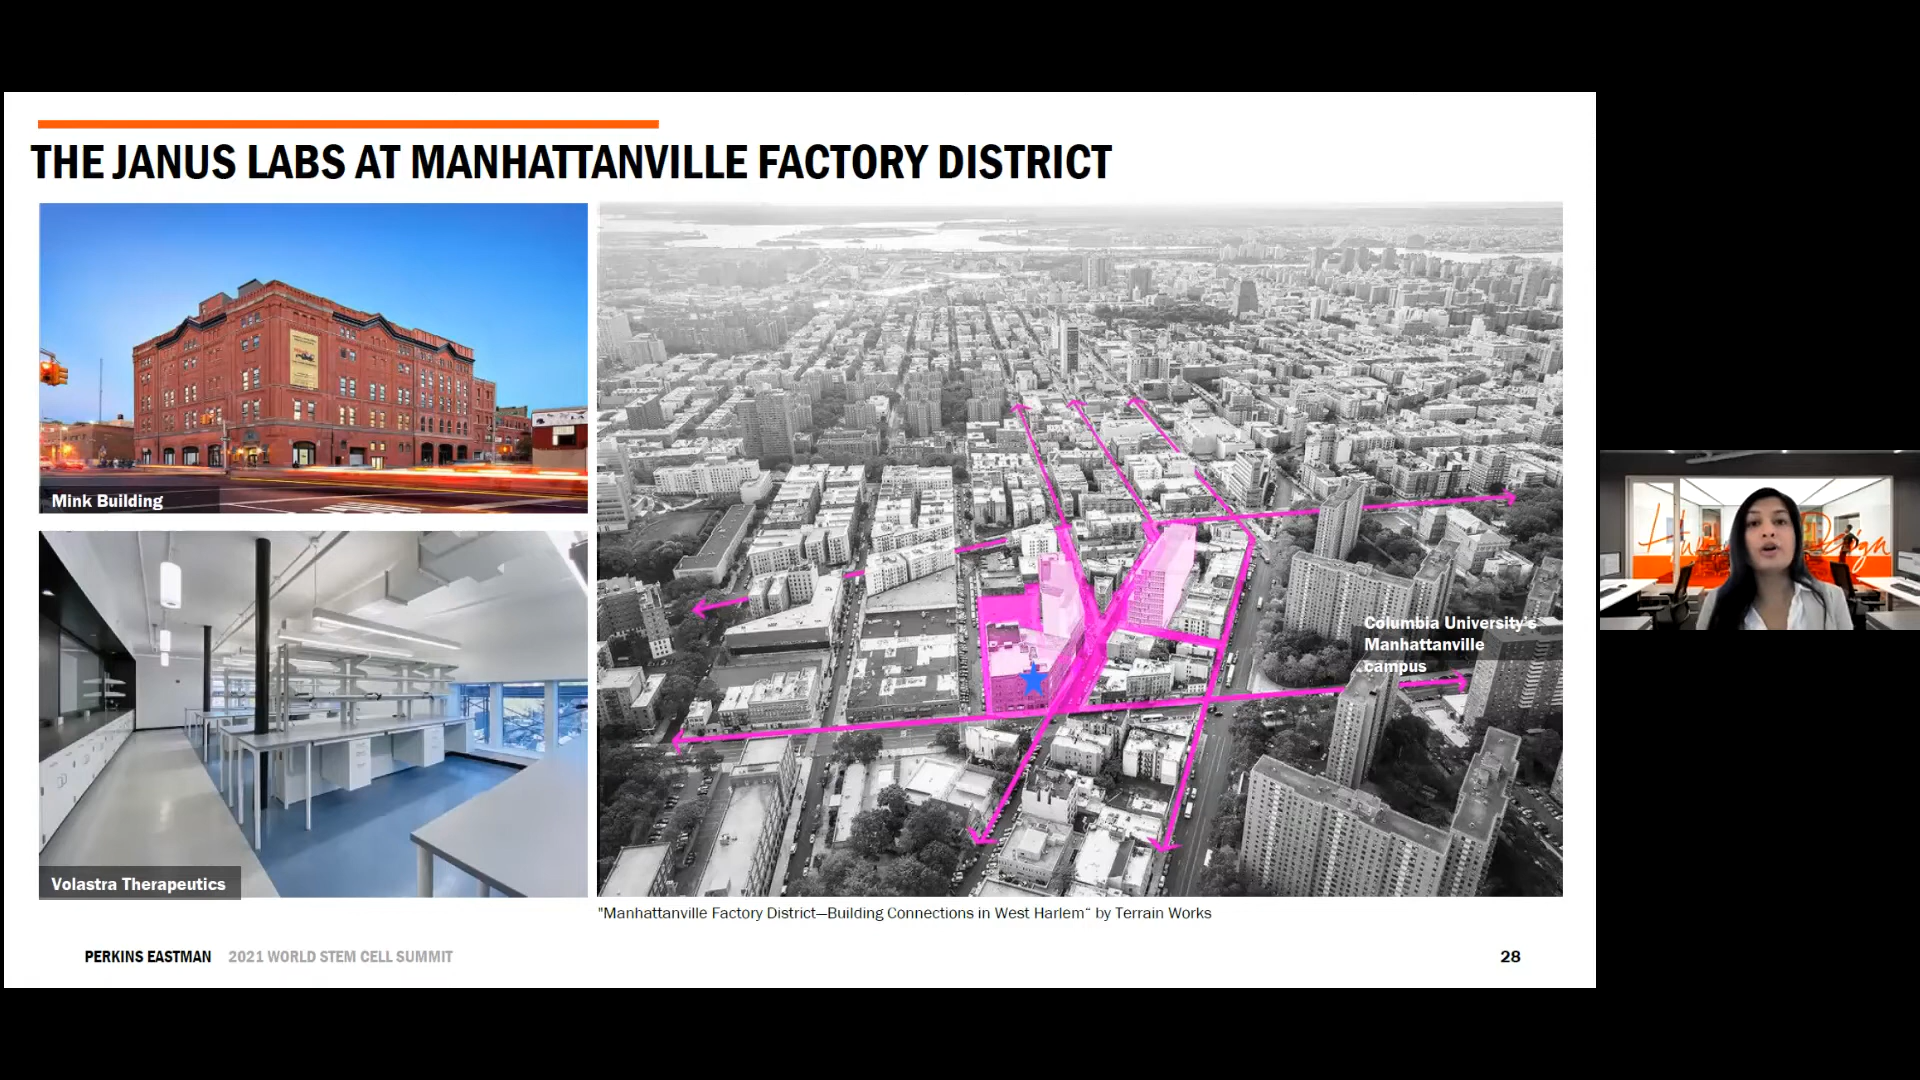 THE JANUS LABS AT MANHATTANVILLE FACTORY DISTRICT
Mink Building
Volastra Therapeutics
Columbia University's
Manhattanville
campus
"Manhattanville Factory District—Building Connections in West Harlem“ by Terrain Works
PERKINS EASTMAN 2021 WORLD STEM CELL SUMMIT
28